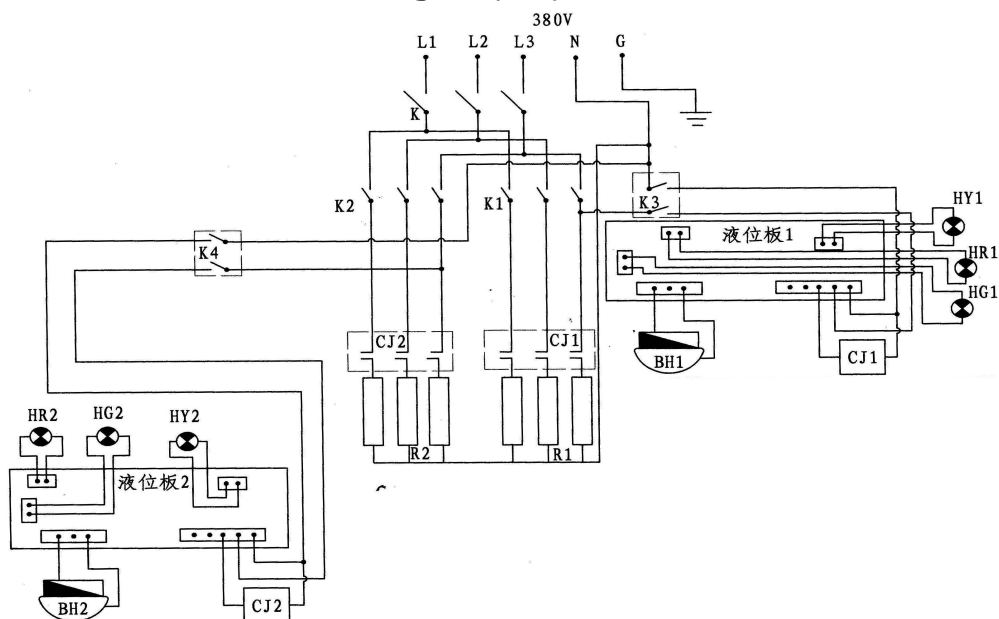 380V
L1 L2 L3 N G
K
K2 K1 K3 HY1
液位板1
K4 HR1
HG1
CJ2 CJ1
BH1 CJ1
HR2 HG2 HY2
R2 R1
液位板2
BH2 CJ2